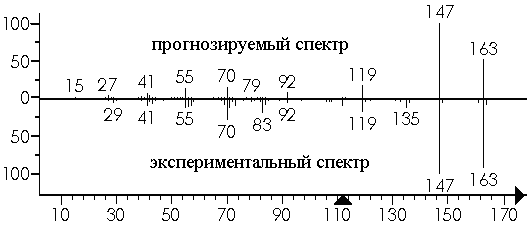 147
100
прогнозируемый спектр
163
50
15 27 41 55 70 79 92 119
0
29 41 55 70 83 92 119 135
50
экспериментальный спектр
100
147 163
10 30 50 70 90 110 130 150 170